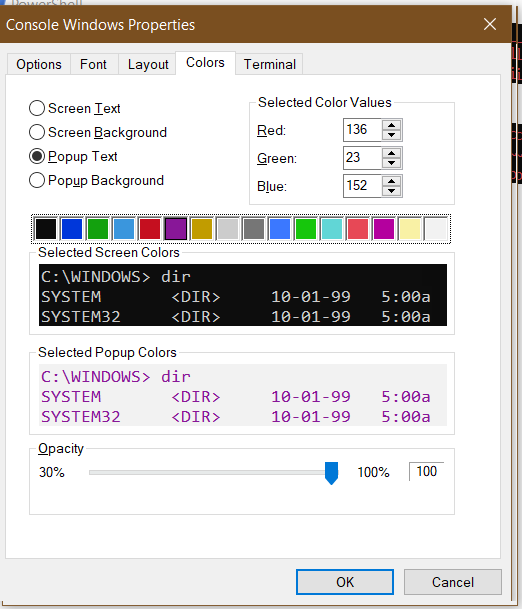 PowerShell
Console Windows Properties
Options Font Layout Colors Terminal
Screen Text
Screen Background
Popup Text
Popup Background
Selected Color Values
Red: 136
Green: 23
Blue: 152
Selected Screen Colors
C:\WINDOWS> dir
SYSTEM <DIR> 10-01-99 5:00a
SYSTEM32 <DIR> 10-01-99 5:00a
Selected Popup Colors
C:\WINDOWS> dir
SYSTEM <DIR> 10-01-99 5:00a
SYSTEM32 <DIR> 10-01-99 5:00a
Opacity
30% 100% 100
OK Cancel